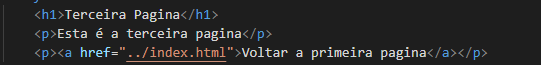 <h1>Terceira Pagina</h1>
<p>Esta é a terceira pagina</p>
<p><a href="../index.html">Voltar a primeira pagina</a></p>